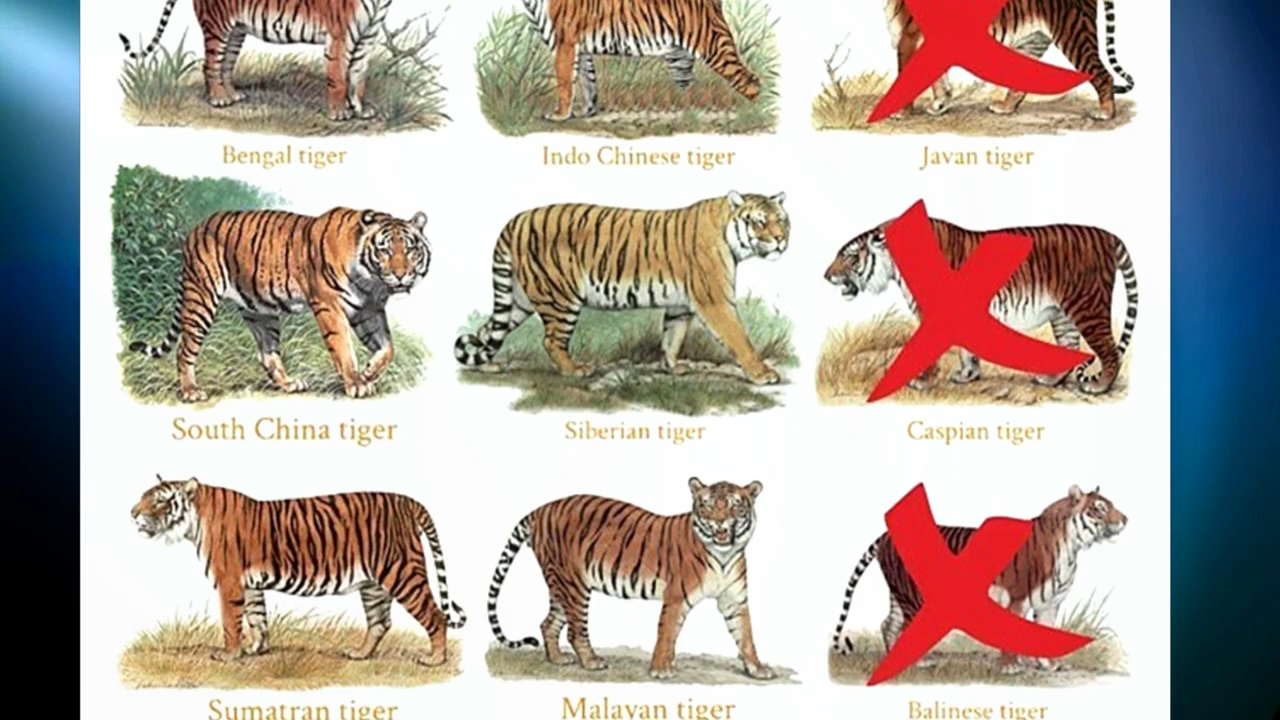 Bengal tiger
Indo Chinese tiger
Javan tiger
South China tiger
Siberian tiger
Caspian tiger
Sumatran tiger
Malayan tiger
Balinese tiger